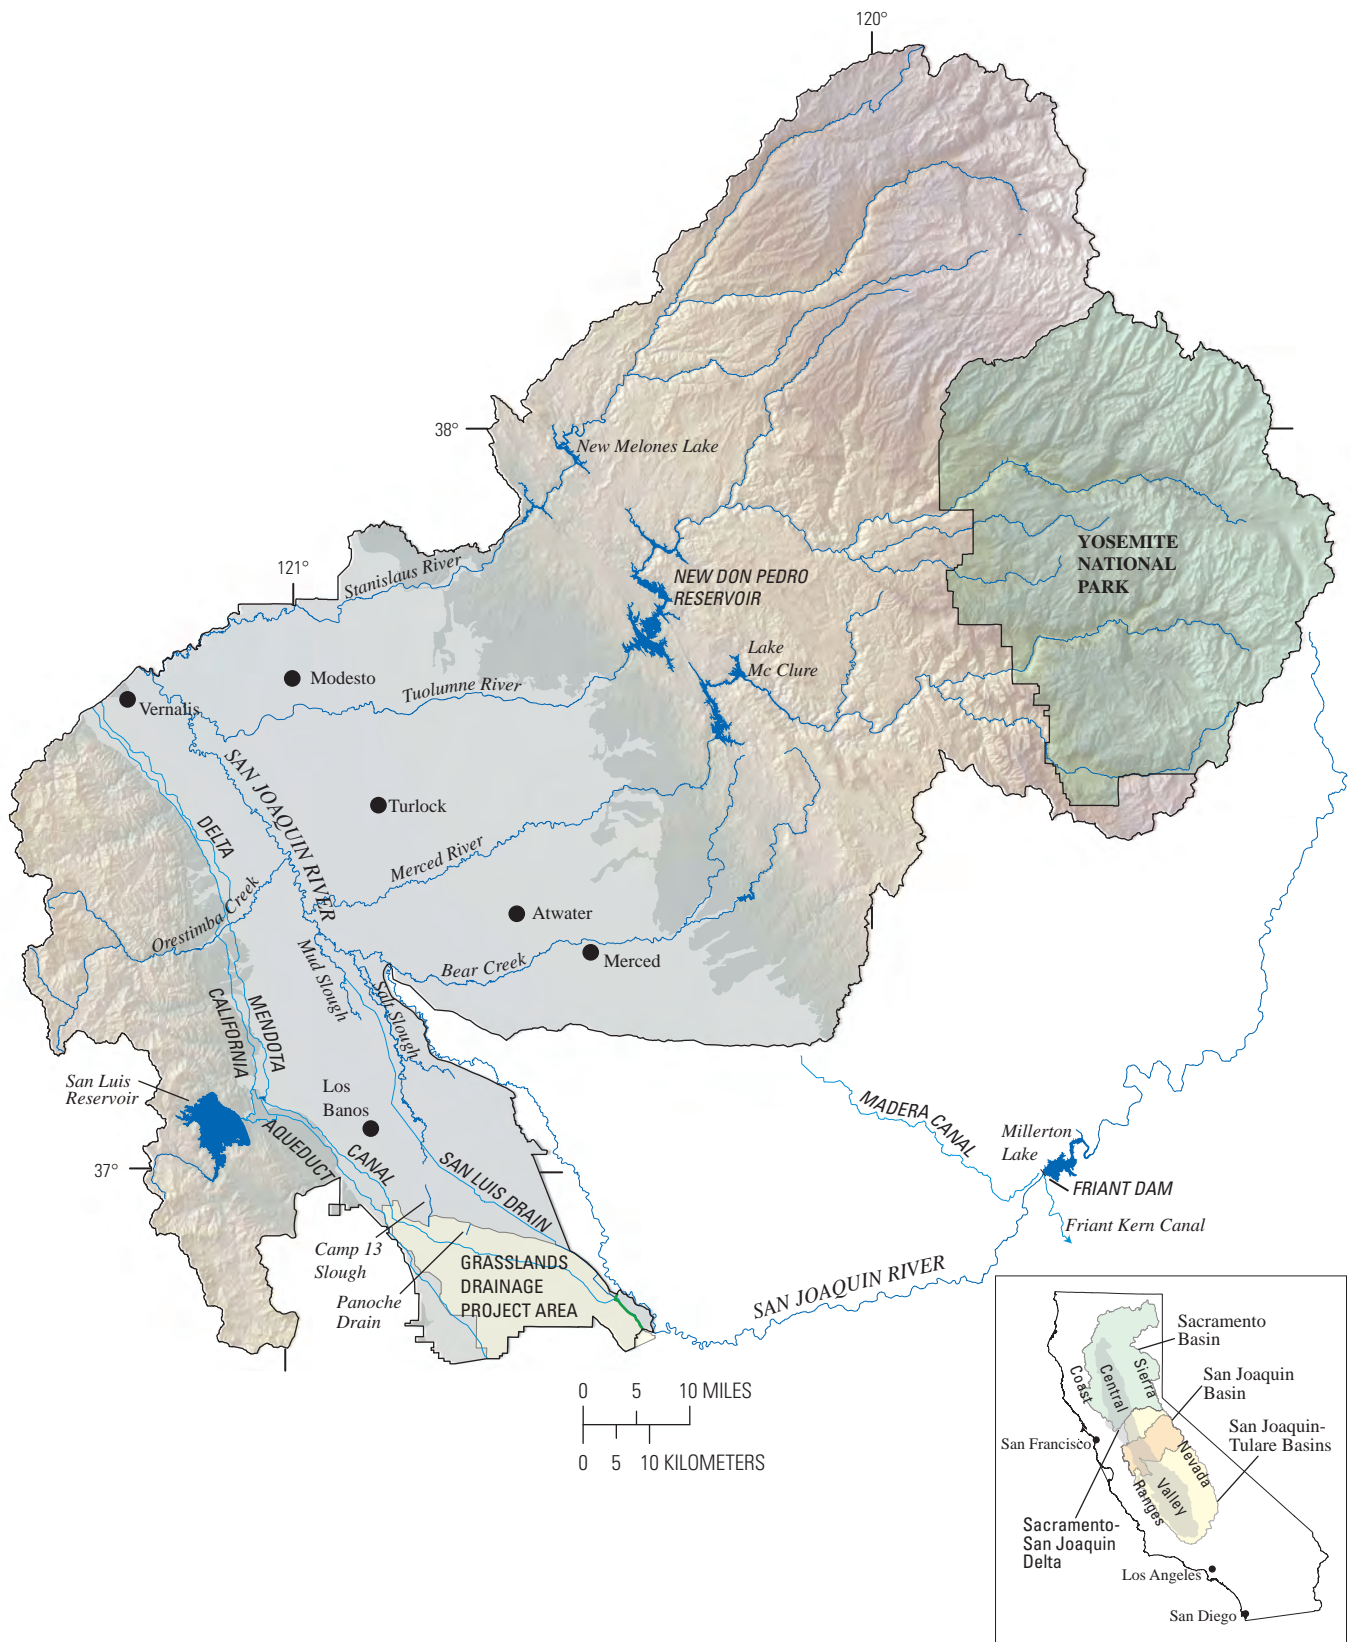 120°
38°
New Melones Lake
YOSEMITE
NATIONAL
PARK
121°
Stanislaus River
NEW DON PEDRO
RESERVOIR
Lake
Mc Clure
Modesto
Tuolumne River
Vernalis
SAN JOAQUIN RIVER
Turlock
DELTA
Merced River
Orestimba Creek
Atwater
Mud Slough
Bear Creek
Merced
Salt Slough
CALIFORNIA
MENDOTA
San Luis
Reservoir
Los
Banos
MADERA CANAL
Millerton
Lake
AQUEDUCT
CANAL
SAN LUIS DRAIN
37°
FRIANT DAM
Friant Kern Canal
Camp 13
Slough
GRASSLANDS
DRAINAGE
PROJECT AREA
Panoche
Drain
SAN JOAQUIN RIVER
0 5 10 MILES
0 5 10 KILOMETERS
Sacramento
Basin
Coast
Central
Sierra
San Joaquin
Basin
San Joaquin-
Tulare Basins
San Francisco
Nevada
Valley
Ranges
Sacramento-
San Joaquin
Delta
Los Angeles
San Diego